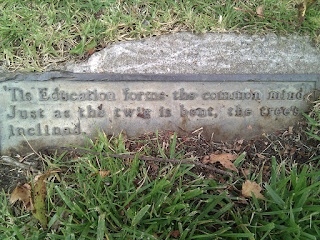 'Tis Education forms the common mind,
Just as the twig is bent, the tree's
inclined.